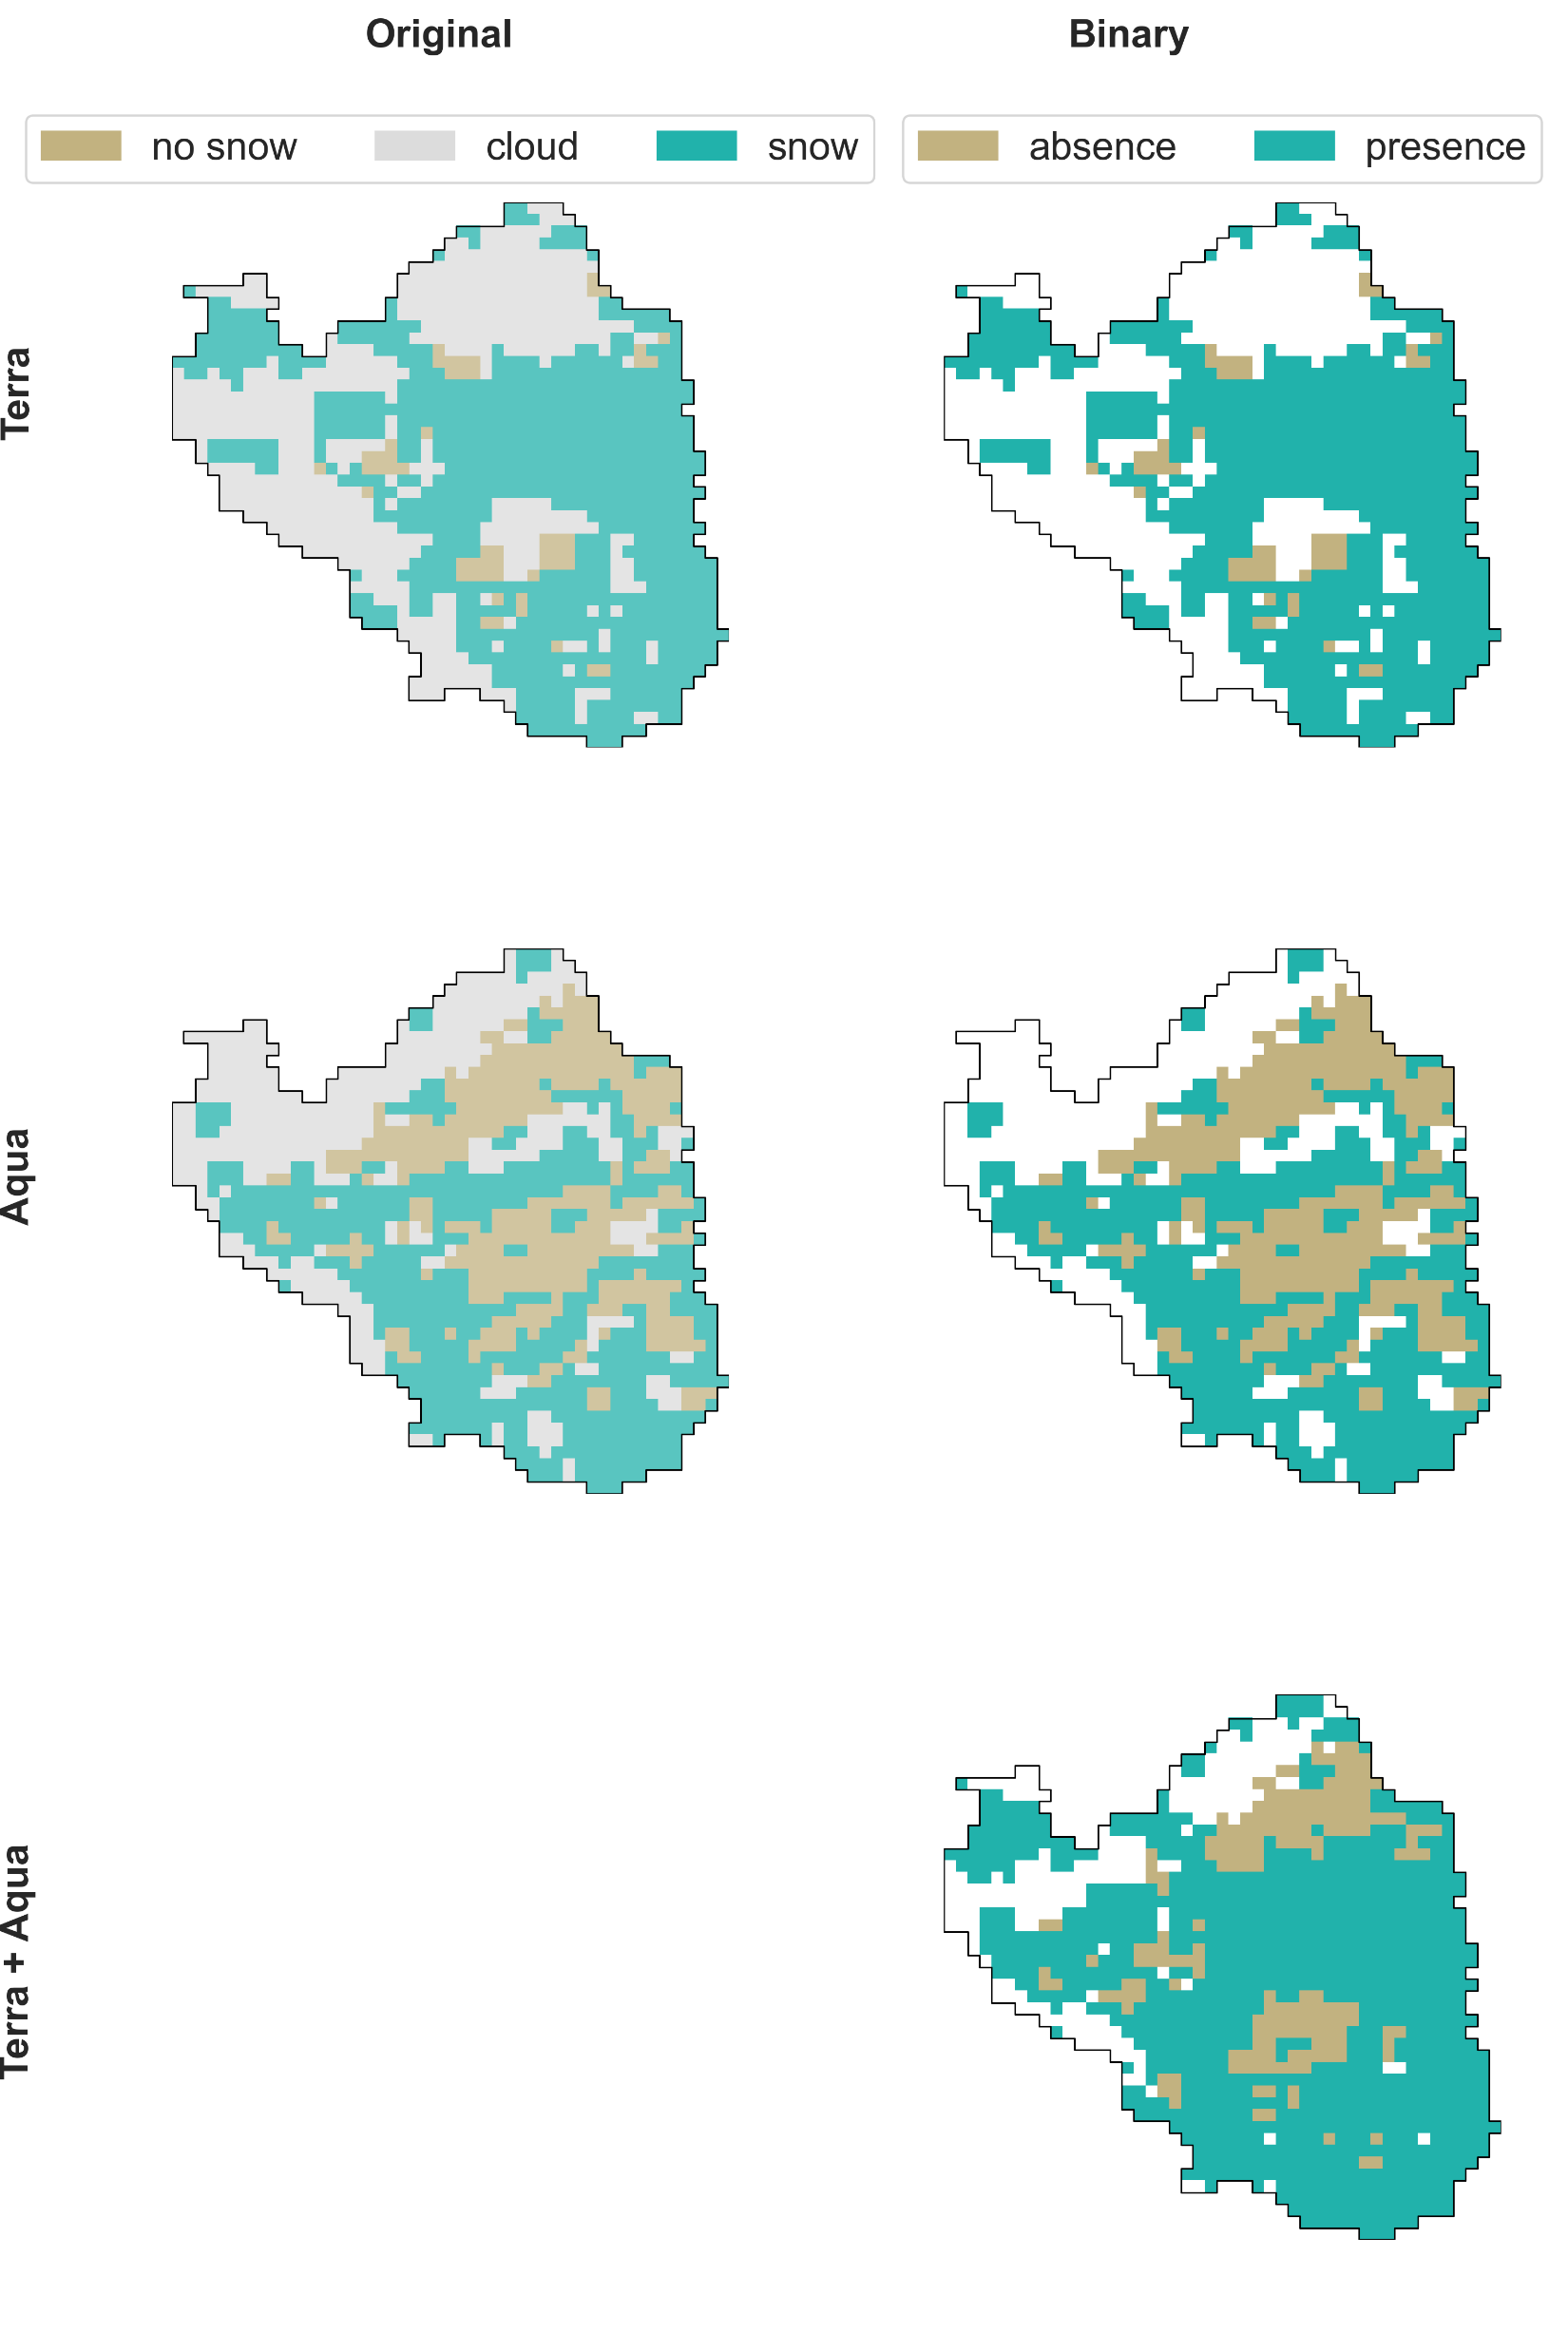 Original
Binary
no snow
cloud
snow
absence
presence
Terra
Aqua
Terra + Aqua